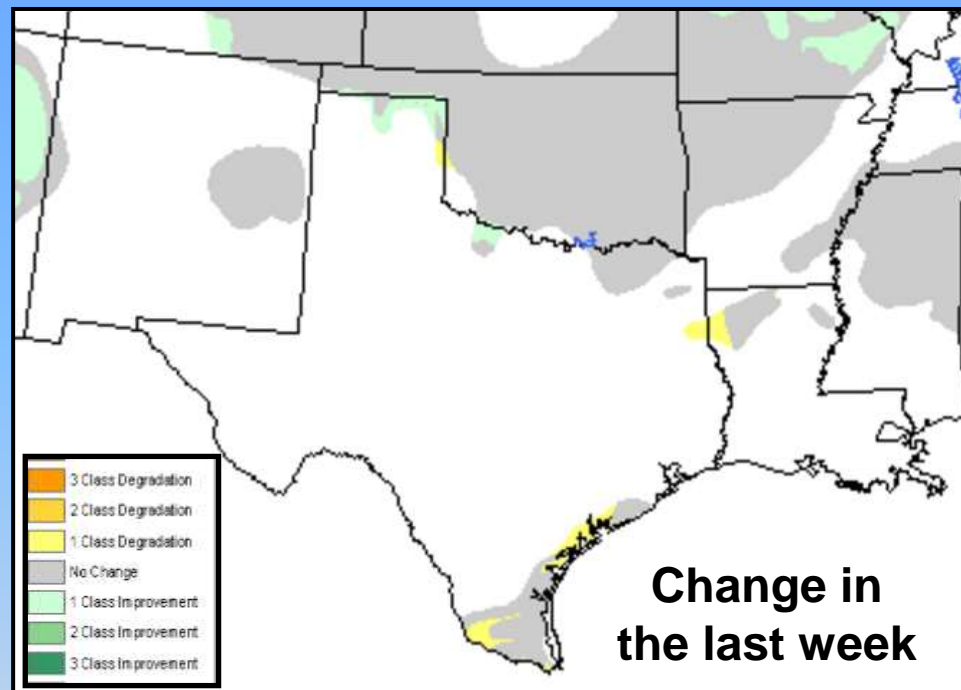 3 Class Degradation
2 Class Degradation
1 Class Degradation
No Change
1 Class Improvement
2 Class Improvement
3 Class Improvement
Change in
the last week